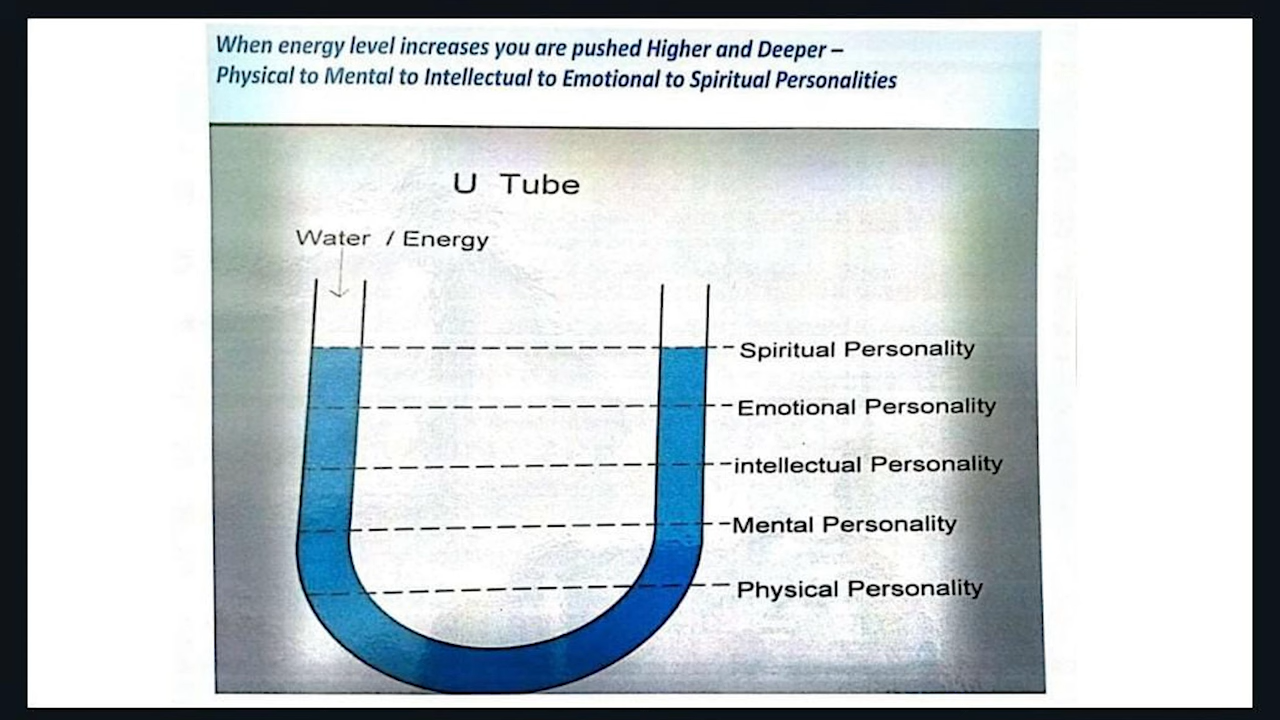 When energy level increases you are pushed Higher and Deeper –
Physical to Mental to Intellectual to Emotional to Spiritual Personalities
U Tube
Water / Energy
Spiritual Personality
Emotional Personality
intellectual Personality
Mental Personality
Physical Personality